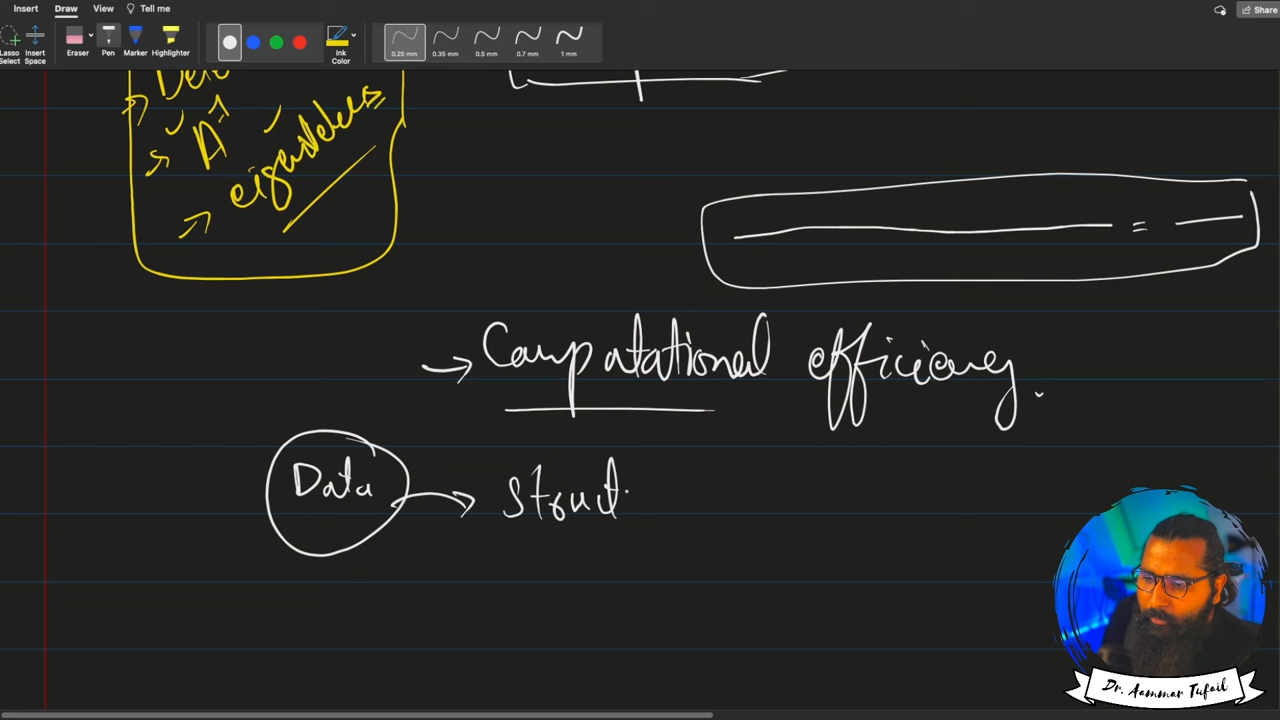 Insert Draw View Tell me
Share
Lasso Select
Insert Space
Eraser
Pen
Marker
Highlighter
Ink Color
0.25 mm
0.35 mm
0.5 mm
0.7 mm
1 mm
→ A⁻¹
→
=
→ Computational efficiency.
Data → struct
Dr. Aammar Tufail